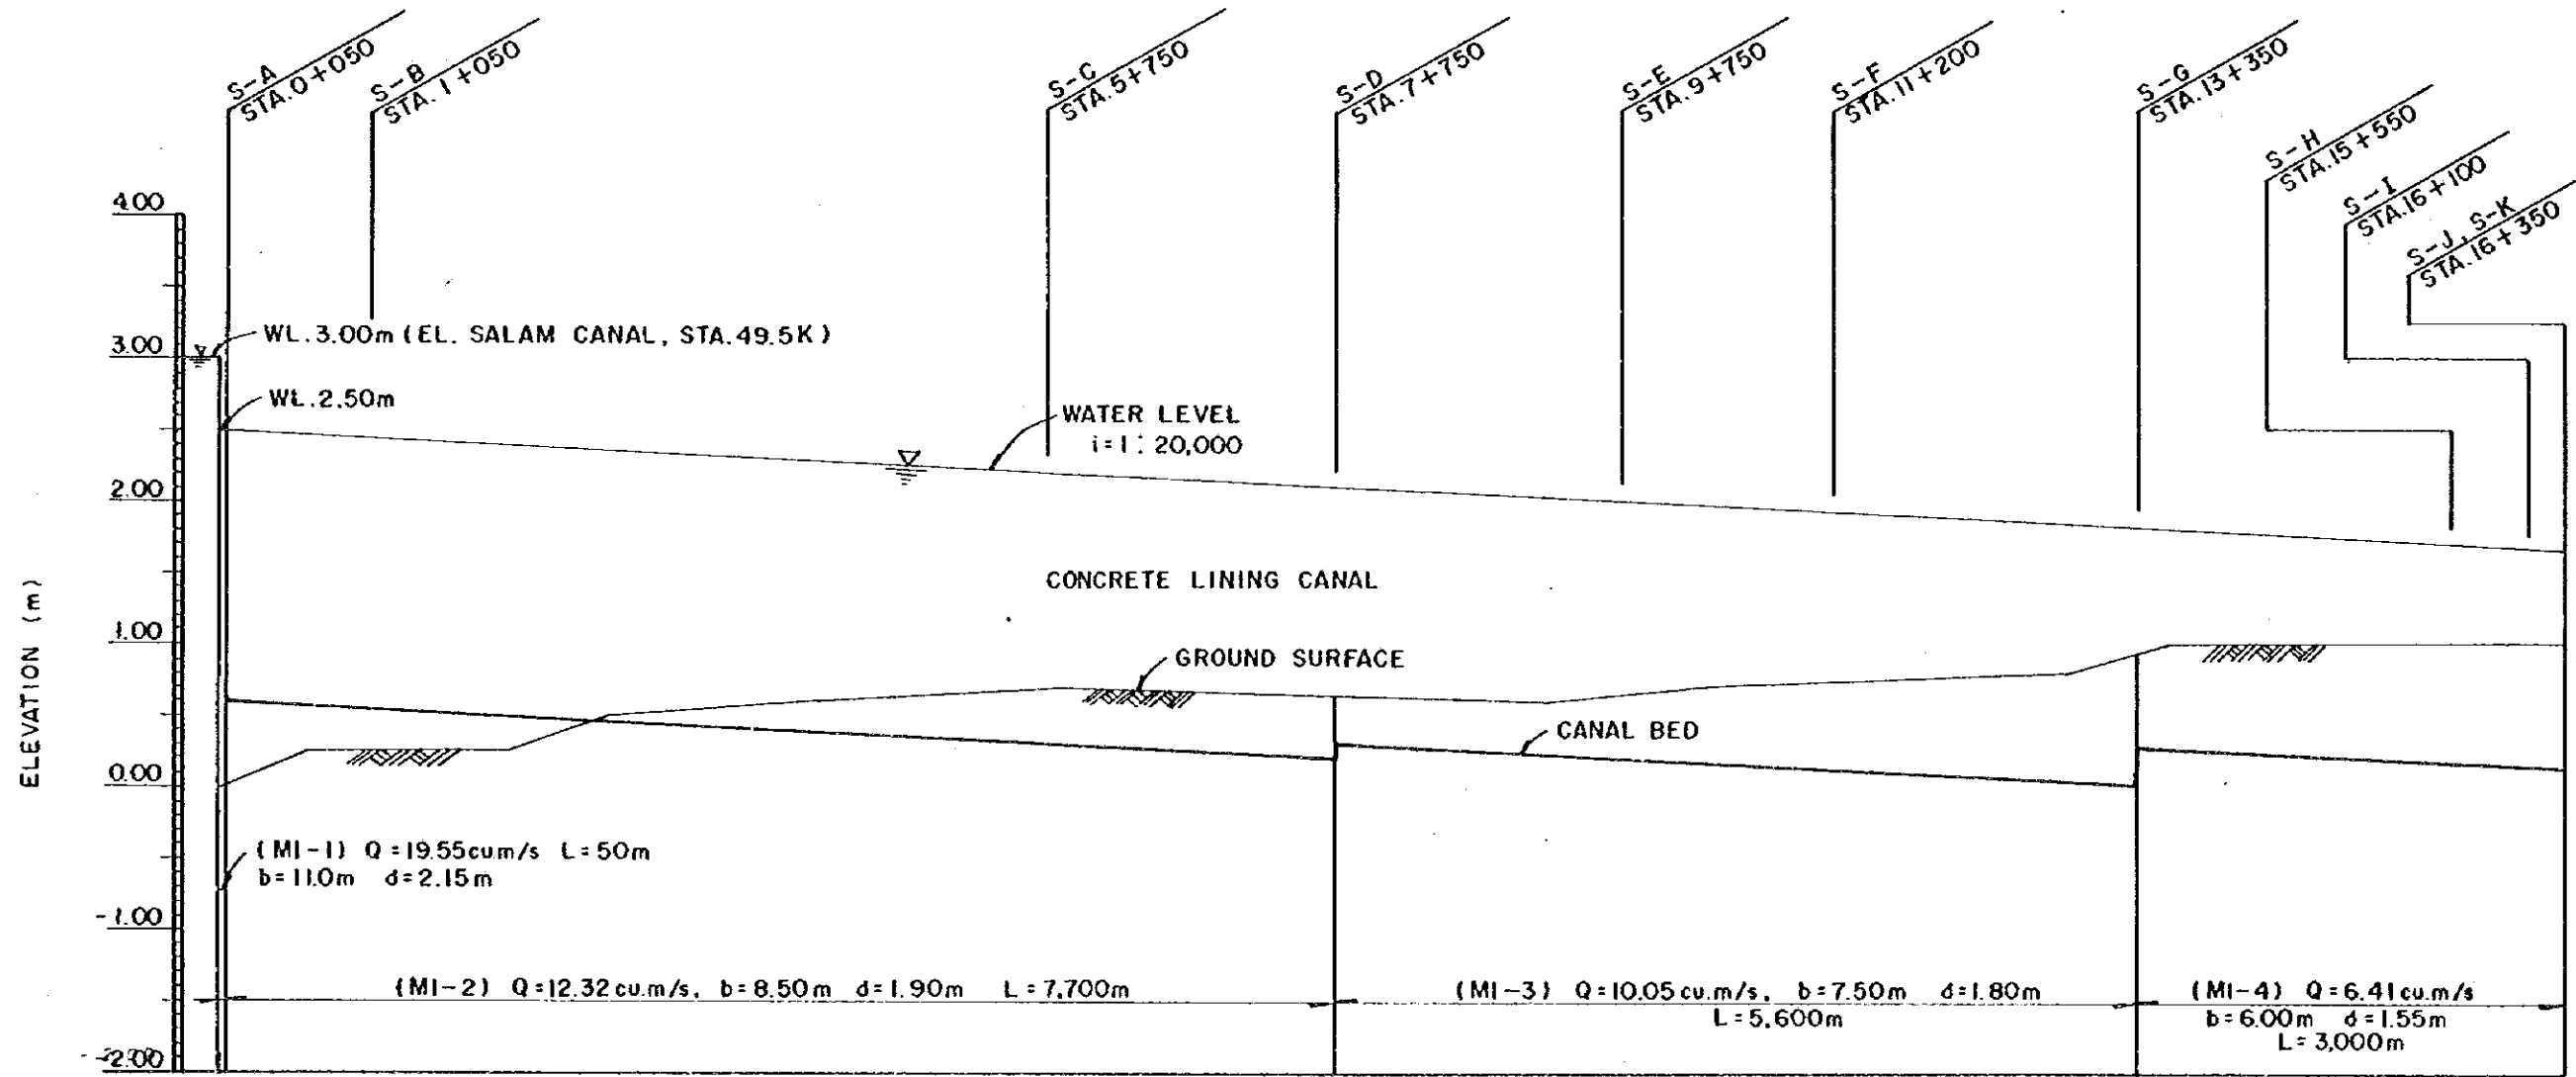 S-A
STA.0+050
S-B
STA.1+050
S-C
STA.5+750
S-D
STA.7+750
S-E
STA.9+750
S-F
STA.11+200
S-G
STA.13+350
S-H
STA.15+550
S-I
STA.16+100
S-J, S-K
STA.16+350
4.00
3.00
2.00
1.00
0.00
-1.00
-2.00
ELEVATION (m)
WL.3.00m (EL. SALAM CANAL, STA.49.5K)
WL.2.50m
WATER LEVEL
i=1:20,000
CONCRETE LINING CANAL
GROUND SURFACE
CANAL BED
(MI-1) Q=19.55cu.m/s L=50m
b=11.0m d=2.15m
(MI-2) Q=12.32cu.m/s, b=8.50m d=1.90m L=7,700m
(MI-3) Q=10.05cu.m/s, b=7.50m d=1.80m
L=5,600m
(MI-4) Q=6.41cu.m/s
b=6.00m d=1.55m
L=3,000m